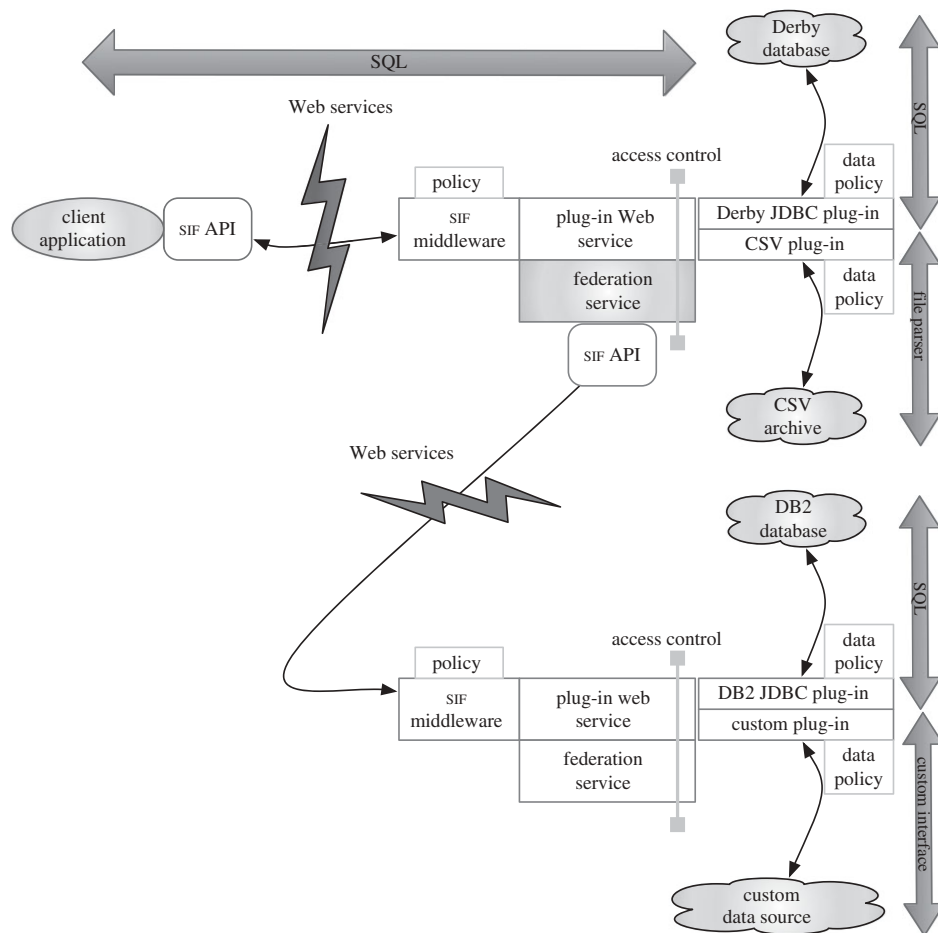 Derby
database
SQL
Web services
SQL
access control
data
policy
policy
client
application
SIF API
SIF
middleware
plug-in Web
service
Derby JDBC plug-in
CSV plug-in
federation
service
data
policy
file parser
SIF API
CSV
archive
Web services
DB2
database
SQL
access control
data
policy
policy
SIF
middleware
plug-in web
service
DB2 JDBC plug-in
custom plug-in
federation
service
data
policy
custom interface
custom
data source